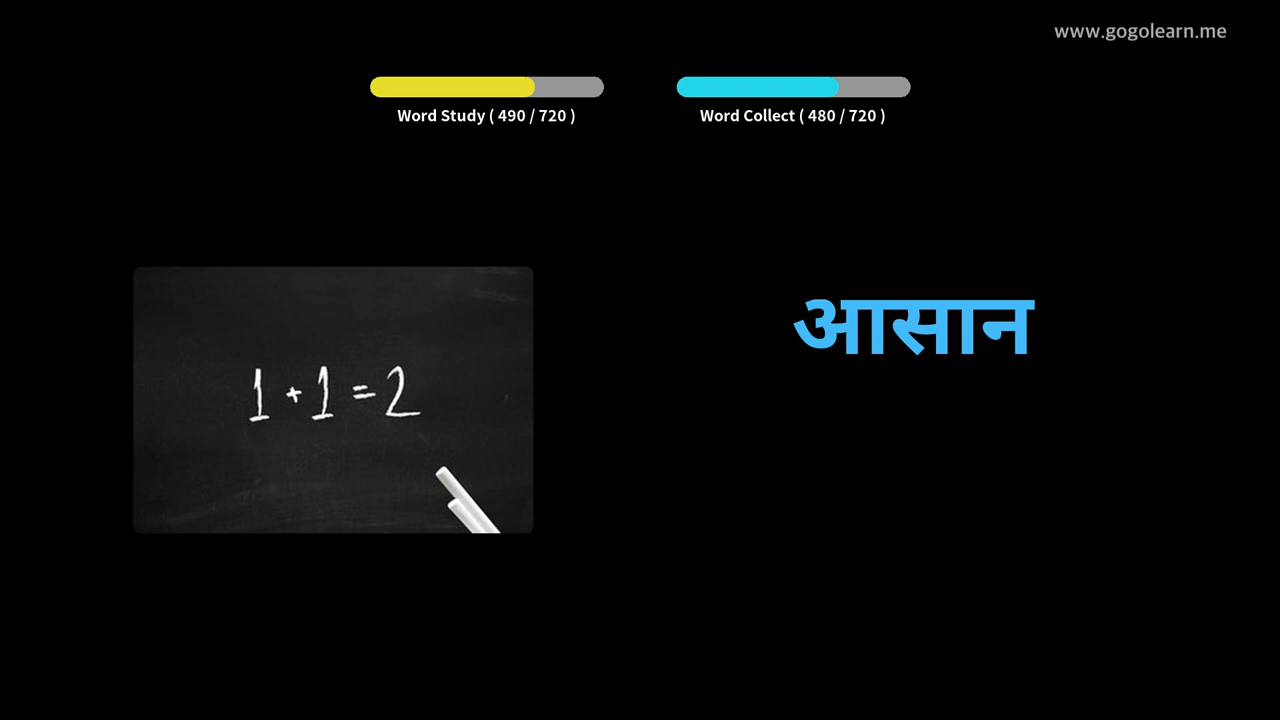 www.gogolearn.me
Word Study ( 490 / 720 )
Word Collect ( 480 / 720 )
1 + 1 = 2
आसान